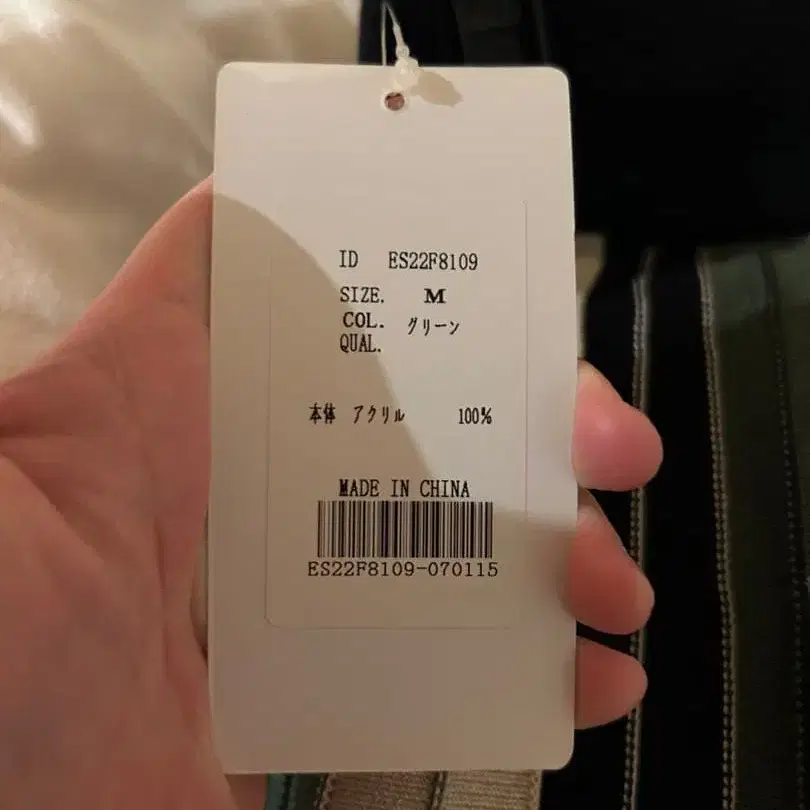 ID ES22F8109
SIZE. M
COL. グリーン
QUAL.
本体 アクリル 100%
MADE IN CHINA
ES22F8109-070115